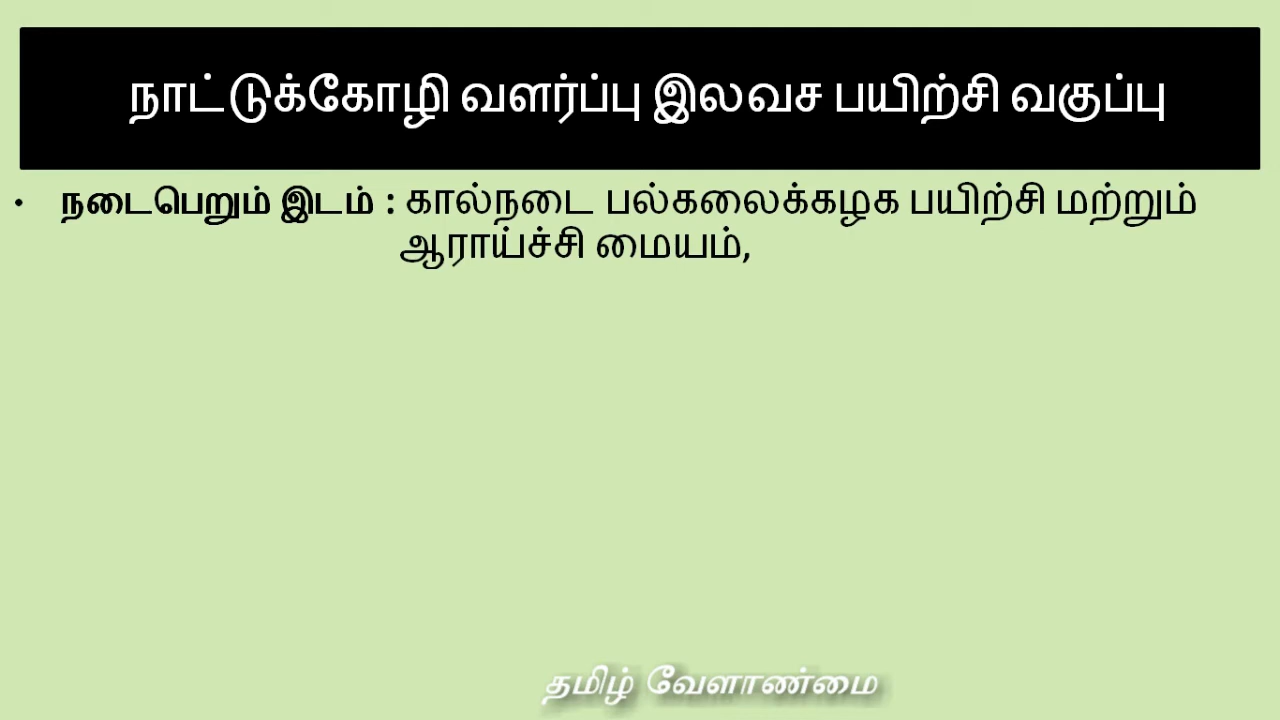 நாட்டுக்கோழி வளர்ப்பு இலவச பயிற்சி வகுப்பு
• நடைபெறும் இடம் : கால்நடை பல்கலைக்கழக பயிற்சி மற்றும்
ஆராய்ச்சி மையம்,
தமிழ் வேளாண்மை